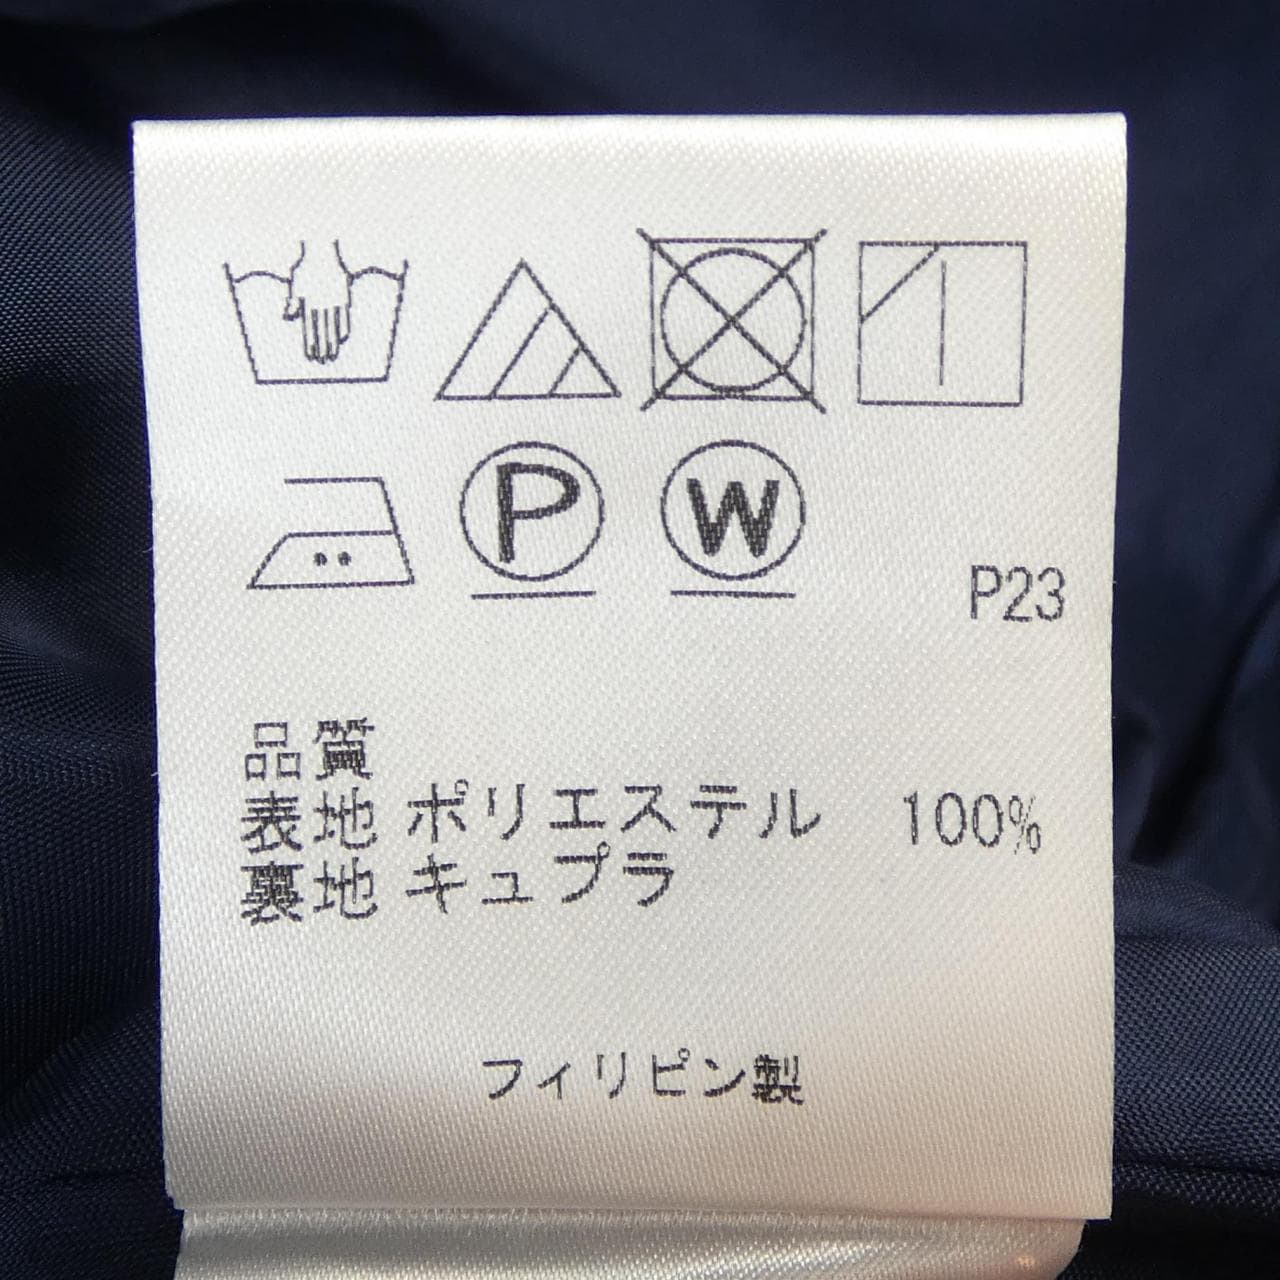 P W
P23
品質
表地 ポリエステル 100%
裏地 キュプラ
フィリピン製